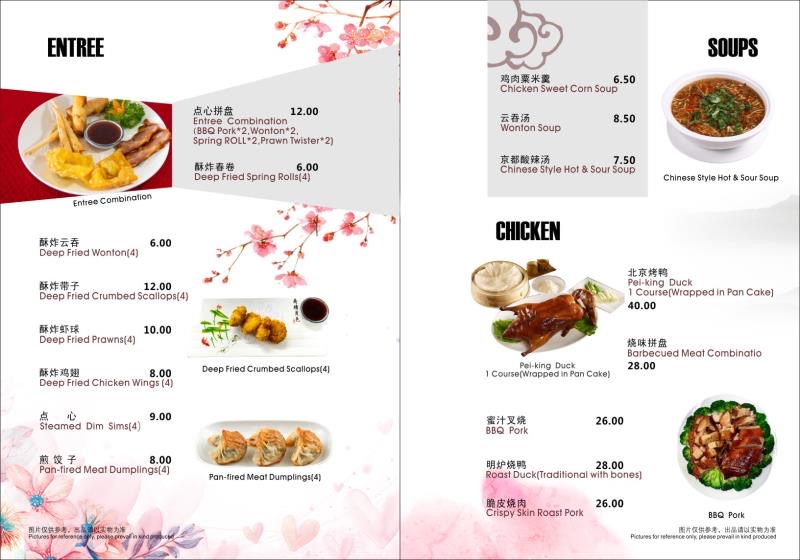 ENTREE
点心拼盘 12.00
Entree Combination
(BBQ Pork*2,Wonton*2,
Spring ROLL*2,Prawn Twister*2)
酥炸春卷 6.00
Deep Fried Spring Rolls(4)
Entree Combination
酥炸云吞 6.00
Deep Fried Wonton(4)
酥炸带子 12.00
Deep Fried Crumbed Scallops(4)
酥炸虾球 10.00
Deep Fried Prawns(4)
酥炸鸡翅 8.00
Deep Fried Chicken Wings (4)
点 心 9.00
Steamed Dim Sims(4)
煎 饺 子 8.00
Pan-fired Meat Dumplings(4)
Deep Fried Crumbed Scallops(4)
Pan-fired Meat Dumplings(4)
图片仅供参考，出品请以实物为准
Pictures for reference only, please prevail in kind produced
SOUPS
鸡肉粟米羹 6.50
Chicken Sweet Corn Soup
云吞汤 8.50
Wonton Soup
京都酸辣汤 7.50
Chinese Style Hot & Sour Soup
Chinese Style Hot & Sour Soup
CHICKEN
北京烤鸭
Pei-king Duck
1 Course(Wrapped in Pan Cake)
40.00
烧味拼盘
Barbecued Meat Combinatio
28.00
Pei-king Duck
1 Course(Wrapped in Pan Cake)
蜜汁叉烧 26.00
BBQ Pork
明炉烧鸭 28.00
Roast Duck(Traditional with bones)
脆皮烧肉 26.00
Crispy Skin Roast Pork
BBQ Pork
图片仅供参考，出品请以实物为准
Pictures for reference only, please prevail in kind produced